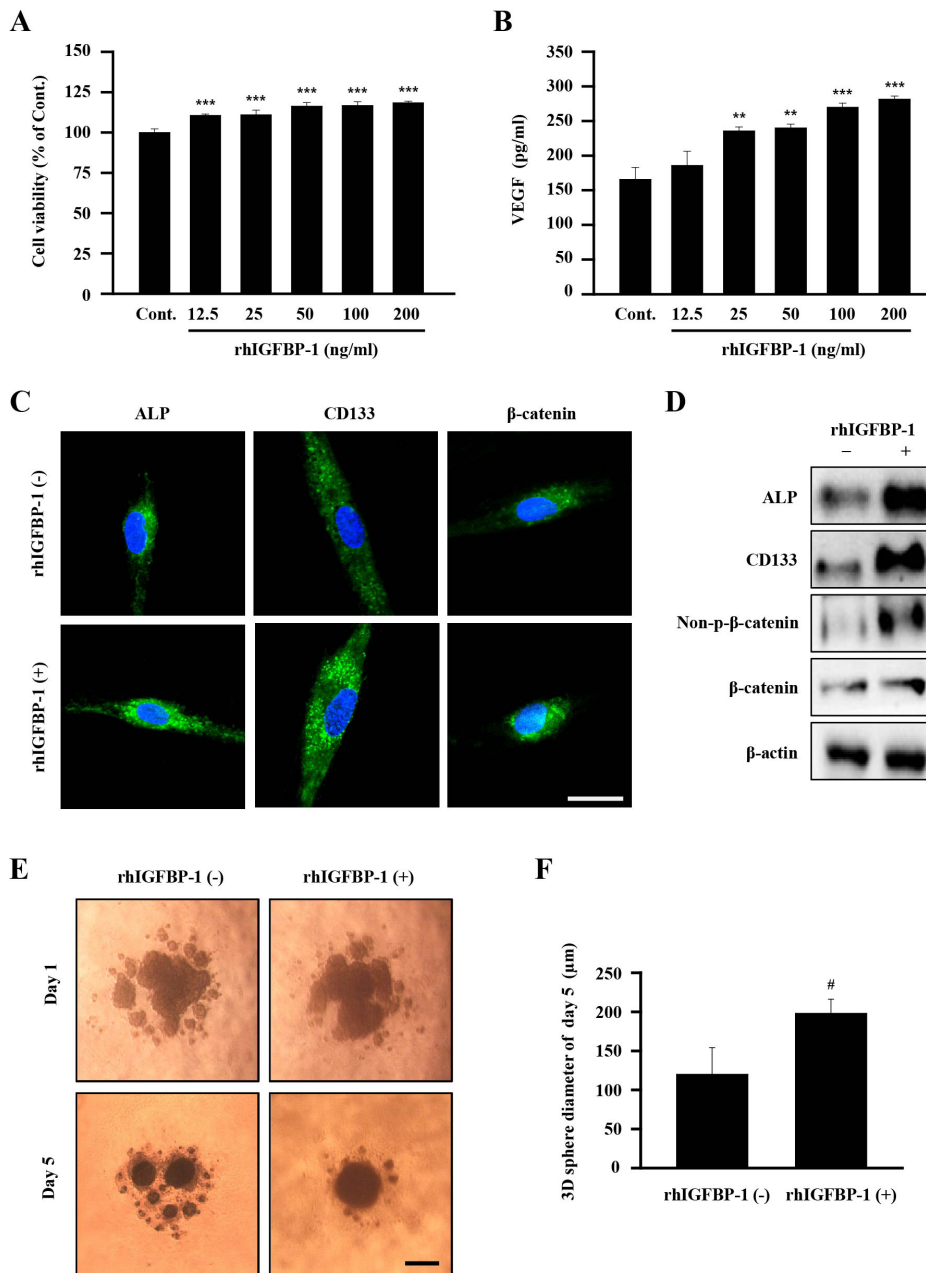 A
Cell viability (% of Cont.)
150
125
100
75
50
25
0
***
***
***
***
***
Cont.
12.5
25
50
100
200
rhIGFBP-1 (ng/ml)
B
VEGF (pg/ml)
350
300
250
200
150
100
50
0
**
**
***
***
Cont.
12.5
25
50
100
200
rhIGFBP-1 (ng/ml)
C
ALP
CD133
β-catenin
rhIGFBP-1 (-)
rhIGFBP-1 (+)
D
rhIGFBP-1
– +
ALP
CD133
Non-p-β-catenin
β-catenin
β-actin
E
rhIGFBP-1 (-)
rhIGFBP-1 (+)
Day 1
Day 5
F
3D sphere diameter of day 5 (µm)
250
200
150
100
50
0
#
rhIGFBP-1 (-)
rhIGFBP-1 (+)